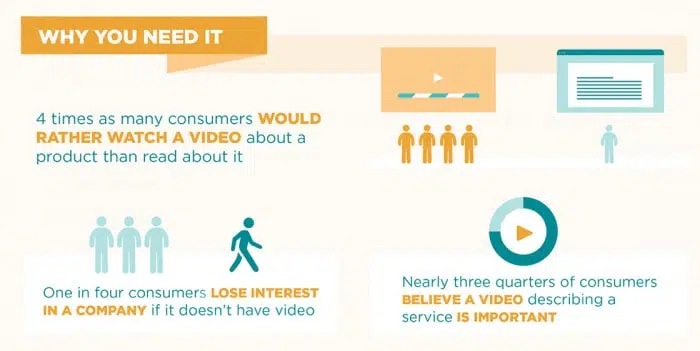 WHY YOU NEED IT
4 times as many consumers WOULD
RATHER WATCH A VIDEO about a
product than read about it
One in four consumers LOSE INTEREST
IN A COMPANY if it doesn't have video
Nearly three quarters of consumers
BELIEVE A VIDEO describing a
service IS IMPORTANT